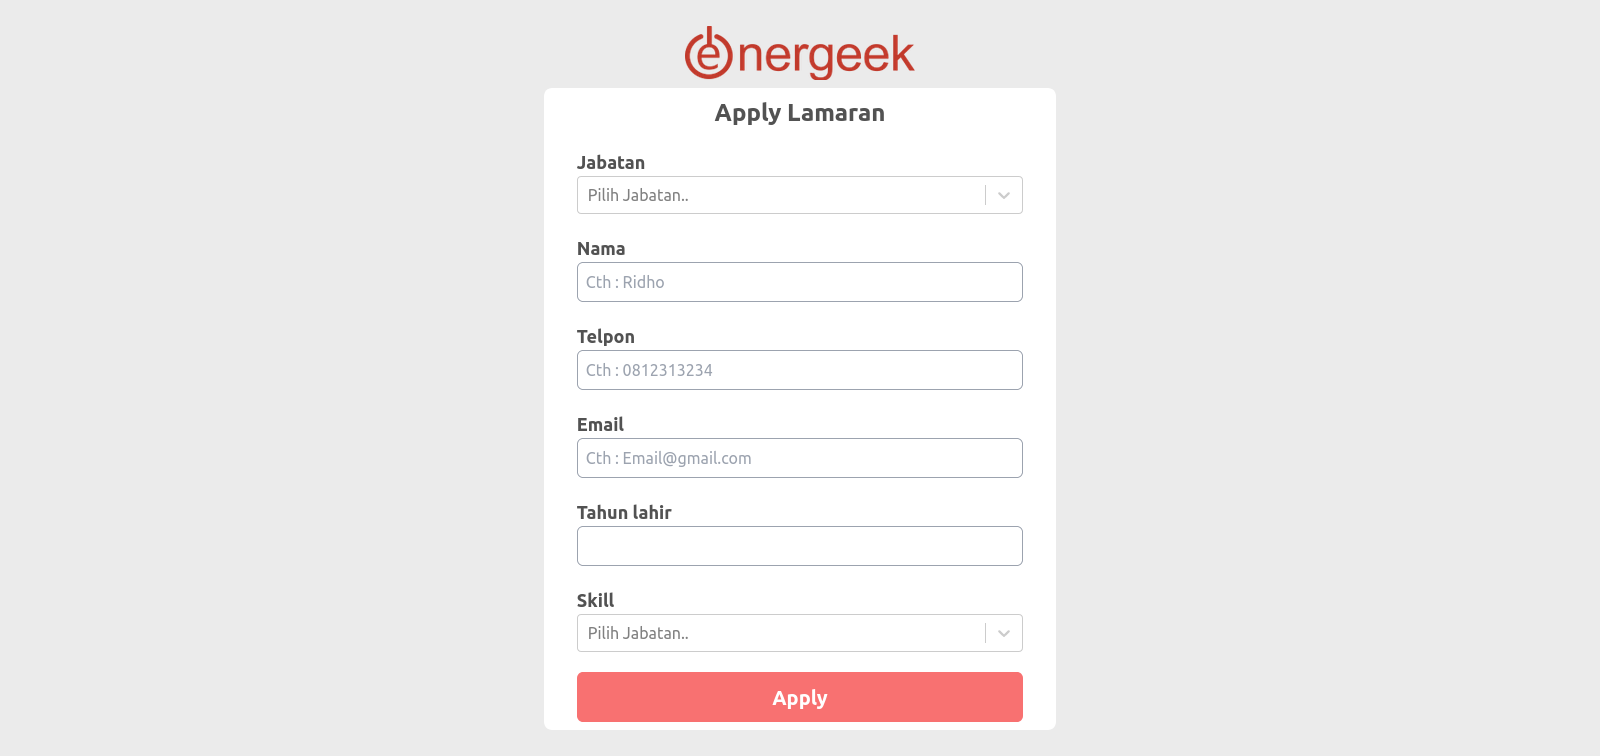 energeek
Apply Lamaran
Jabatan
Pilih Jabatan..
Nama
Cth : Ridho
Telpon
Cth : 0812313234
Email
Cth : Email@gmail.com
Tahun lahir
Skill
Pilih Jabatan..
Apply